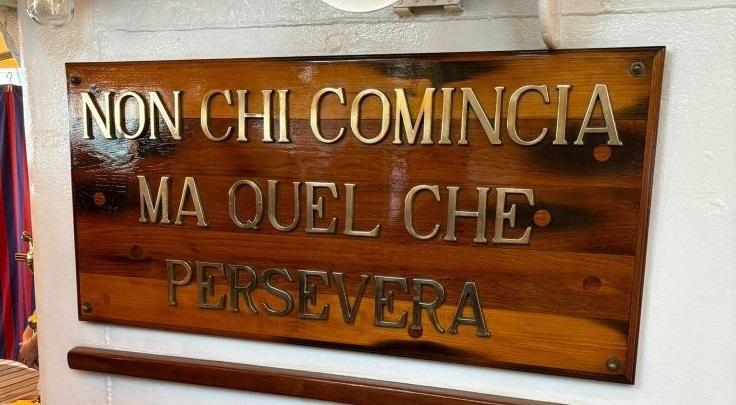 NON CHI COMINCIA
MA QUEL CHE
PERSEVERA